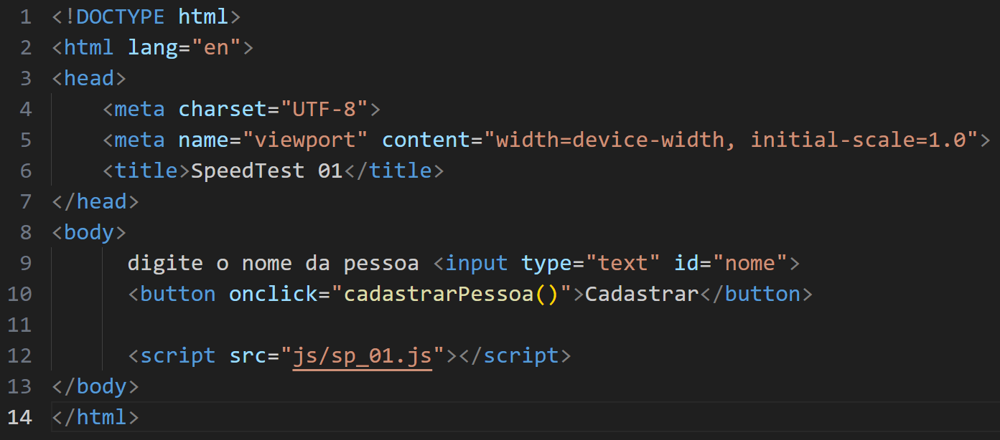 1 <!DOCTYPE html>
2 <html lang="en">
3 <head>
4     <meta charset="UTF-8">
5     <meta name="viewport" content="width=device-width, initial-scale=1.0">
6     <title>SpeedTest 01</title>
7 </head>
8 <body>
9       digite o nome da pessoa <input type="text" id="nome">
10       <button onclick="cadastrarPessoa()">Cadastrar</button>
11
12       <script src="js/sp_01.js"></script>
13 </body>
14 </html>